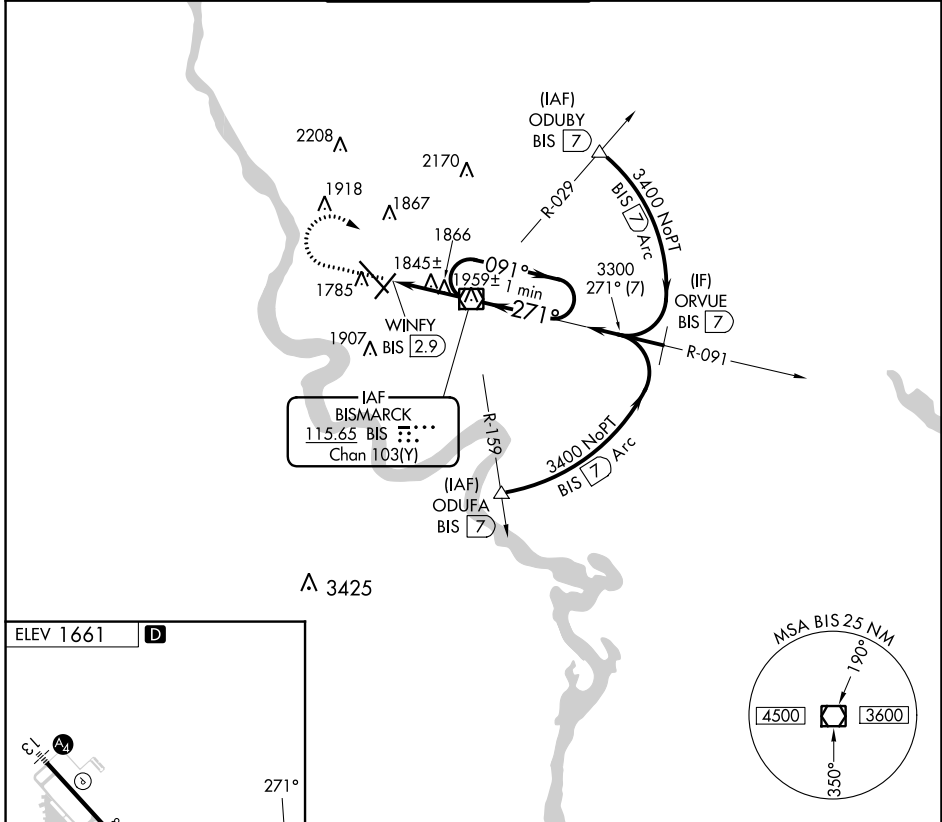 (IAF)
ODUBY
BIS 7
2208
2170
3400 NoPT
BIS 7 Arc
R-029
1918
1867
1866
1845±
091°
1959±
1 min
271°
3300
271° (7)
(IF)
ORVUE
BIS 7
1785
WINFY
BIS 2.9
1907
R-091
IAF
BISMARCK
115.65 BIS
Chan 103(Y)
R-159
3400 NoPT
BIS 7 Arc
(IAF)
ODUFA
BIS 7
3425
ELEV 1661 D
MSA BIS 25 NM
190°
4500
3600
350°
13
A4
P
271°